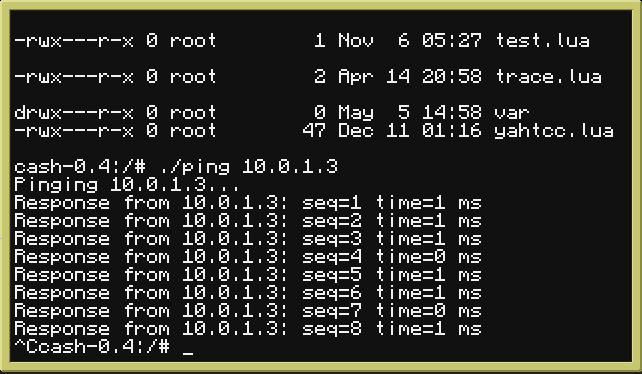 -rwx---r-x 0 root         1 Nov  6 05:27 test.lua
-rwx---r-x 0 root         2 Apr 14 20:58 trace.lua
drwx---r-x 0 root         0 May  5 14:58 var
-rwx---r-x 0 root        47 Dec 11 01:16 yahtcc.lua
cash-0.4:/# ./ping 10.0.1.3
Pinging 10.0.1.3...
Response from 10.0.1.3: seq=1 time=1 ms
Response from 10.0.1.3: seq=2 time=1 ms
Response from 10.0.1.3: seq=3 time=1 ms
Response from 10.0.1.3: seq=4 time=0 ms
Response from 10.0.1.3: seq=5 time=1 ms
Response from 10.0.1.3: seq=6 time=1 ms
Response from 10.0.1.3: seq=7 time=0 ms
Response from 10.0.1.3: seq=8 time=1 ms
^Ccash-0.4:/# _